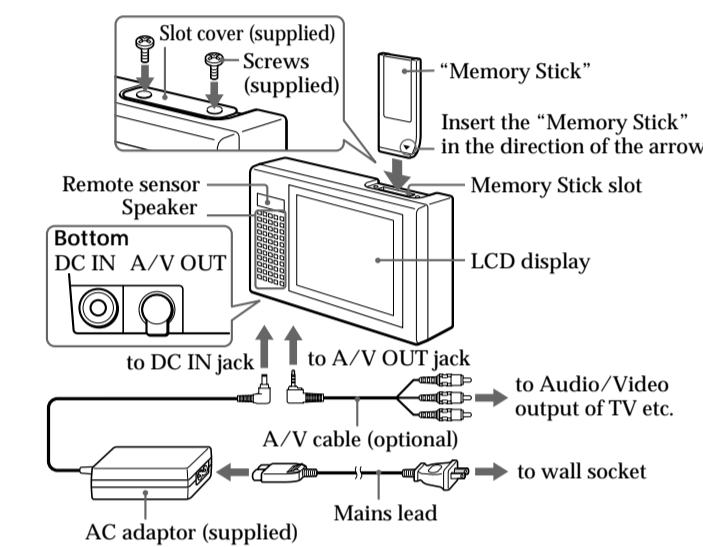 Slot cover (supplied)
Screws
(supplied)
“Memory Stick”
Insert the “Memory Stick”
in the direction of the arrow
Memory Stick slot
Remote sensor
Speaker
LCD display
Bottom
DC IN A/V OUT
to DC IN jack
to A/V OUT jack
to Audio/Video
output of TV etc.
A/V cable (optional)
to wall socket
Mains lead
AC adaptor (supplied)